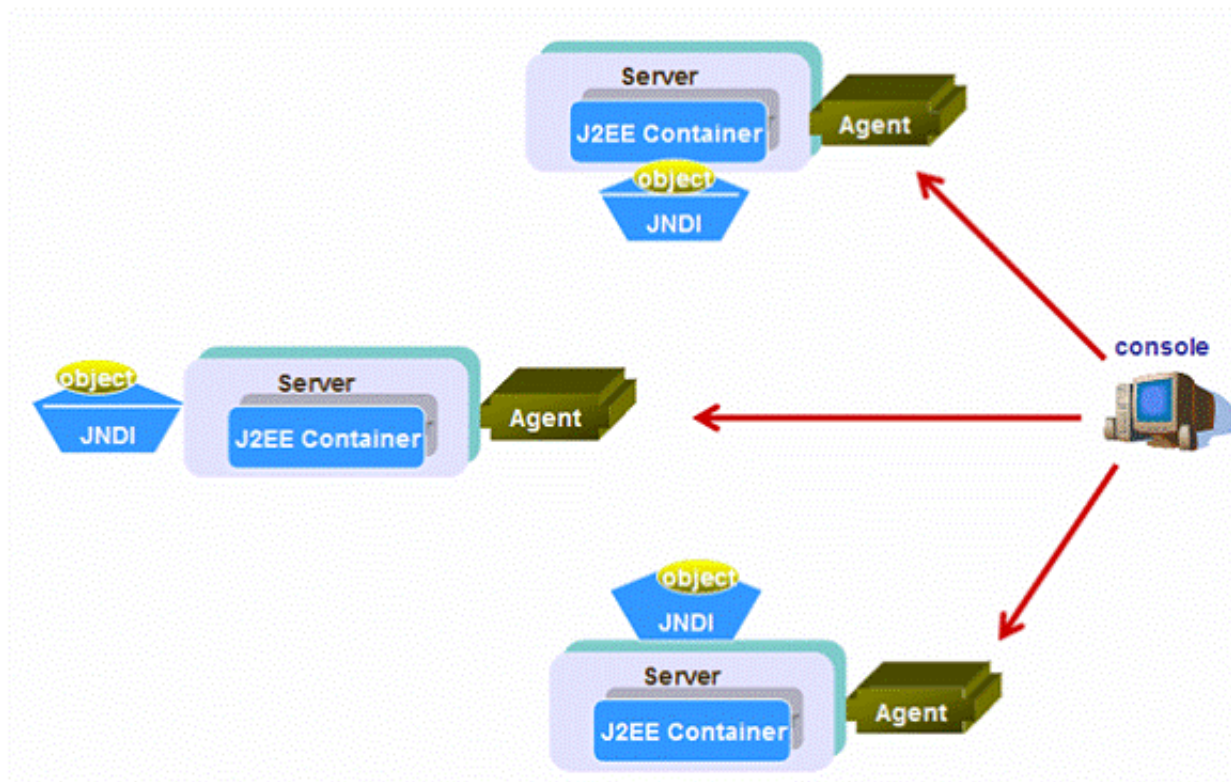 Server
J2EE Container
Agent
object
JNDI
console
object
JNDI
Server
J2EE Container
Agent
object
JNDI
Server
J2EE Container
Agent